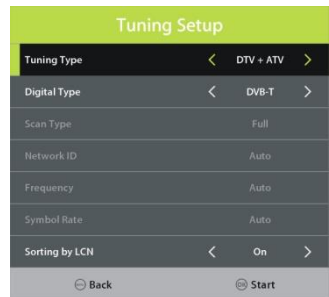 Tuning Setup
Tuning Type < DTV + ATV >
Digital Type < DVB-T >
Scan Type Full
Network ID Auto
Frequency Auto
Symbol Rate Auto
Sorting by LCN < On >
Back OK Start